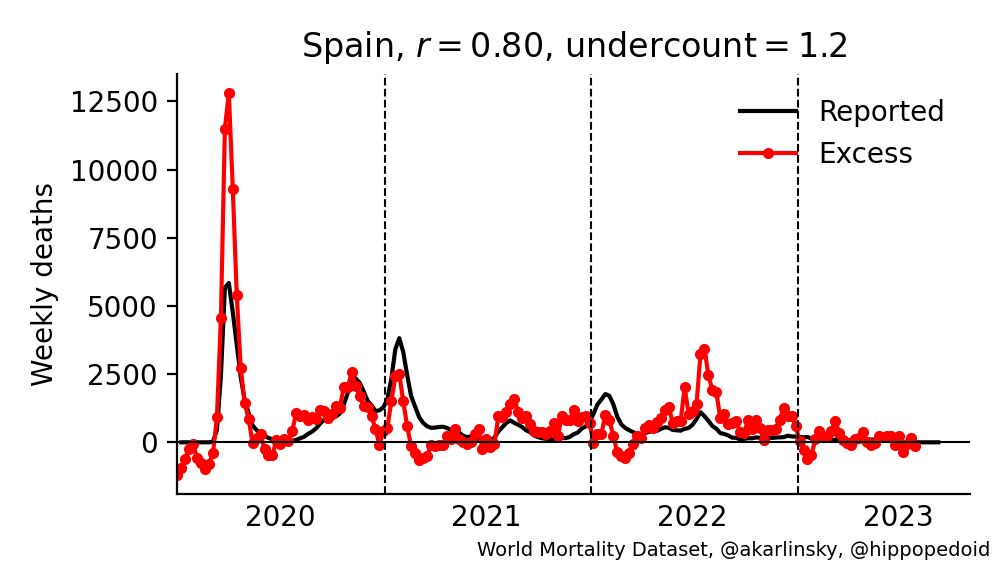 Spain, r = 0.80, undercount = 1.2
Weekly deaths
12500
10000
7500
5000
2500
0
Reported
Excess
2020 2021 2022 2023
World Mortality Dataset, @akarlinsky, @hippopedoid